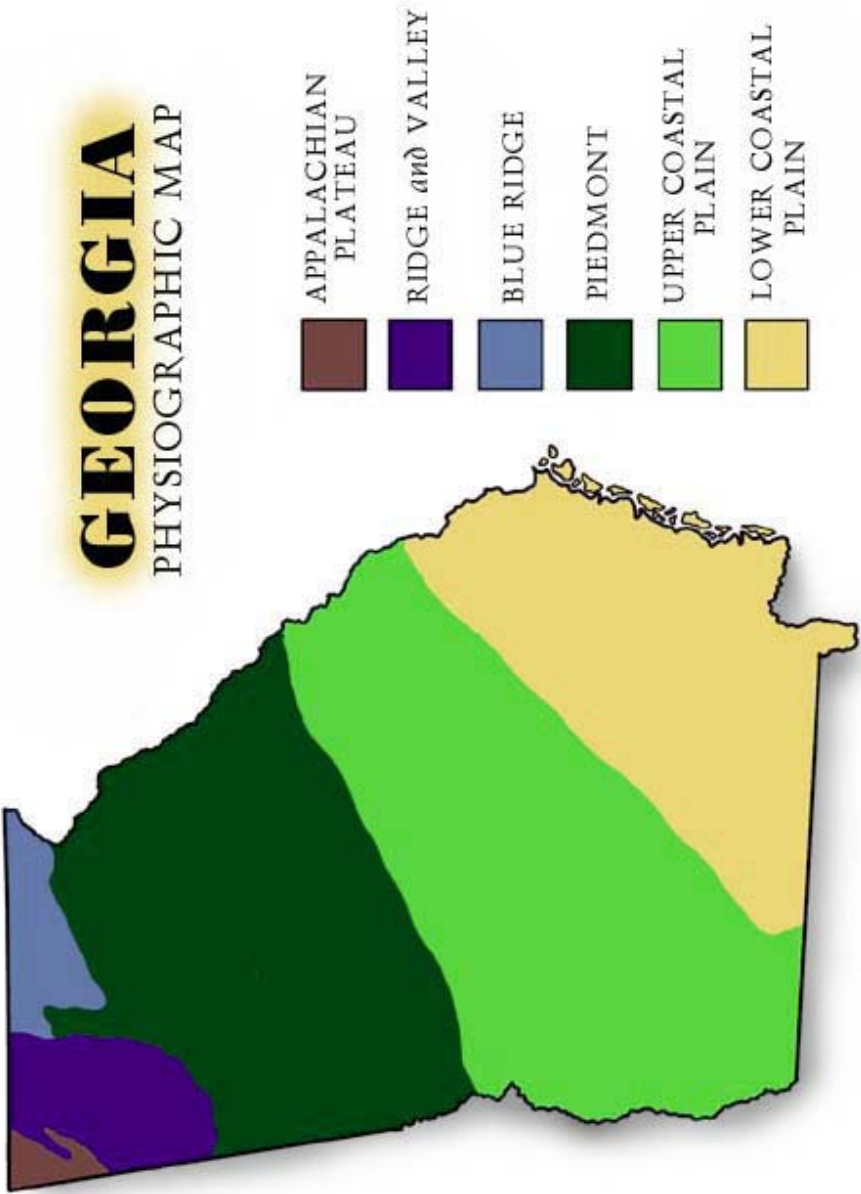 GEORGIA
PHYSIOGRAPHIC MAP
APPALACHIAN
PLATEAU
RIDGE and VALLEY
BLUE RIDGE
PIEDMONT
UPPER COASTAL
PLAIN
LOWER COASTAL
PLAIN